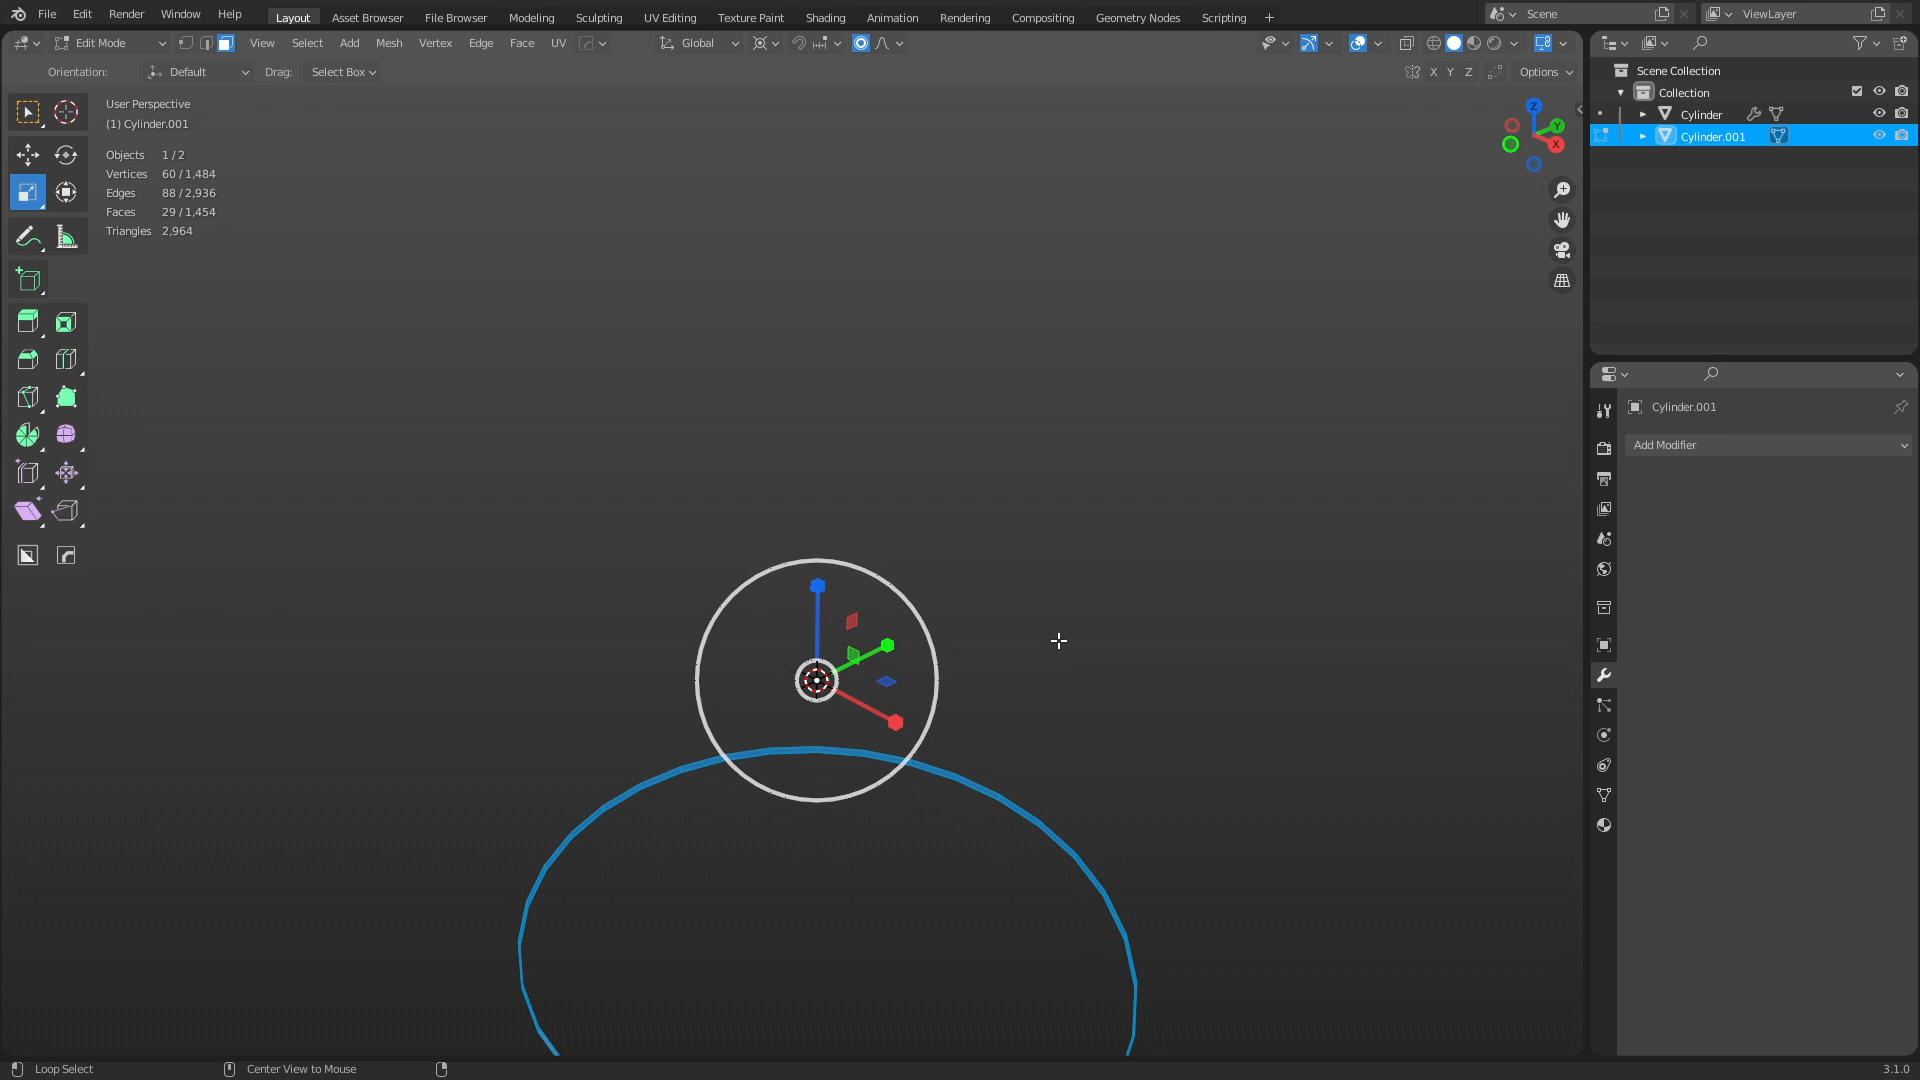 File Edit Render Window Help Layout Asset Browser File Browser Modeling Sculpting UV Editing Texture Paint Shading Animation Rendering Compositing Geometry Nodes Scripting + Scene ViewLayer
Edit Mode View Select Add Mesh Vertex Edge Face UV Global
Orientation: Default Drag: Select Box X Y Z Options
User Perspective
(1) Cylinder.001
Objects 1 / 2
Vertices 60 / 1,484
Edges 88 / 2,936
Faces 29 / 1,454
Triangles 2,964
Z
Y
X
Scene Collection
Collection
Cylinder
Cylinder.001
Cylinder.001
Add Modifier
Loop Select Center View to Mouse 3.1.0